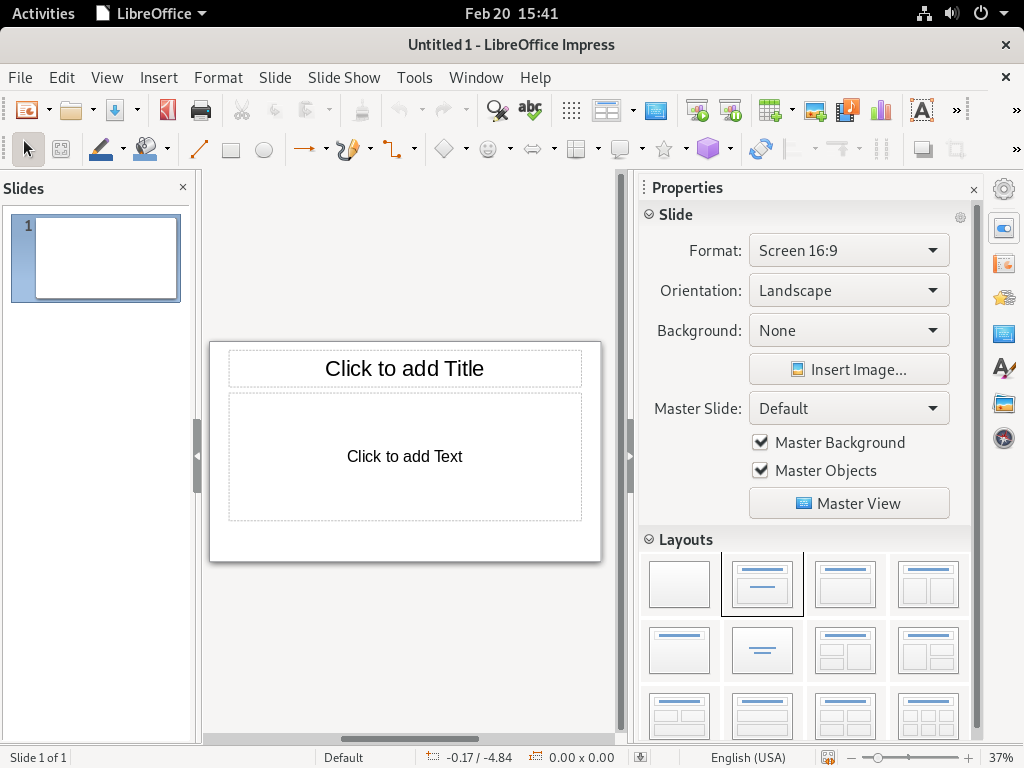 Activities
LibreOffice
Feb 20 15:41
Untitled 1 - LibreOffice Impress
File Edit View Insert Format Slide Slide Show Tools Window Help
abc
A
Slides
1
Click to add Title
Click to add Text
Properties
Slide
Format: Screen 16:9
Orientation: Landscape
Background: None
Insert Image...
Master Slide: Default
Master Background
Master Objects
Master View
Layouts
Slide 1 of 1
Default
-0.17 / -4.84
0.00 x 0.00
English (USA)
37%